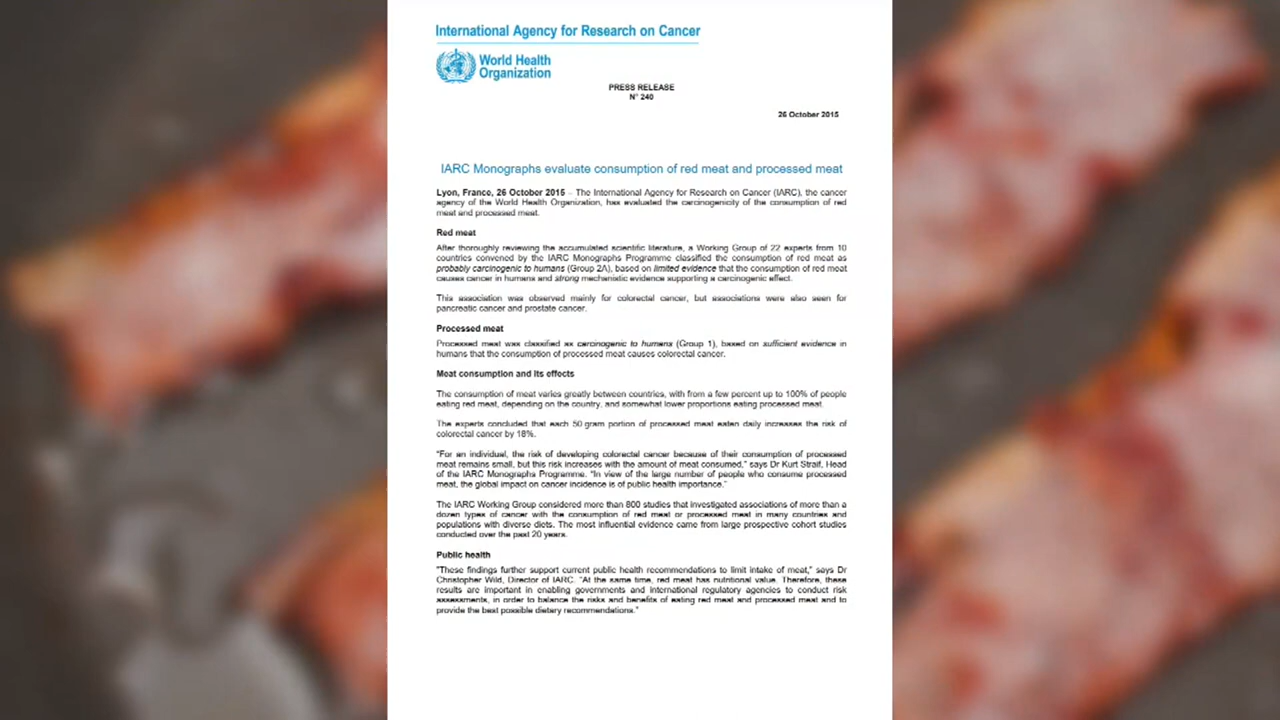 International Agency for Research on Cancer
World Health
Organization
PRESS RELEASE
N° 240
26 October 2015
IARC Monographs evaluate consumption of red meat and processed meat
Lyon, France, 26 October 2015 – The International Agency for Research on Cancer (IARC), the cancer
agency of the World Health Organization, has evaluated the carcinogenicity of the consumption of red
meat and processed meat.
Red meat
After thoroughly reviewing the accumulated scientific literature, a Working Group of 22 experts from 10
countries convened by the IARC Monographs Programme classified the consumption of red meat as
probably carcinogenic to humans (Group 2A), based on limited evidence that the consumption of red meat
causes cancer in humans and strong mechanistic evidence supporting a carcinogenic effect.
This association was observed mainly for colorectal cancer, but associations were also seen for
pancreatic cancer and prostate cancer.
Processed meat
Processed meat was classified as carcinogenic to humans (Group 1), based on sufficient evidence in
humans that the consumption of processed meat causes colorectal cancer.
Meat consumption and its effects
The consumption of meat varies greatly between countries, with from a few percent up to 100% of people
eating red meat, depending on the country, and somewhat lower proportions eating processed meat.
The experts concluded that each 50 gram portion of processed meat eaten daily increases the risk of
colorectal cancer by 18%.
“For an individual, the risk of developing colorectal cancer because of their consumption of processed
meat remains small, but this risk increases with the amount of meat consumed,” says Dr Kurt Straif, Head
of the IARC Monographs Programme. “In view of the large number of people who consume processed
meat, the global impact on cancer incidence is of public health importance.”
The IARC Working Group considered more than 800 studies that investigated associations of more than a
dozen types of cancer with the consumption of red meat or processed meat in many countries and
populations with diverse diets. The most influential evidence came from large prospective cohort studies
conducted over the past 20 years.
Public health
"These findings further support current public health recommendations to limit intake of meat," says Dr
Christopher Wild, Director of IARC. "At the same time, red meat has nutritional value. Therefore, these
results are important in enabling governments and international regulatory agencies to conduct risk
assessments, in order to balance the risks and benefits of eating red meat and processed meat and to
provide the best possible dietary recommendations."